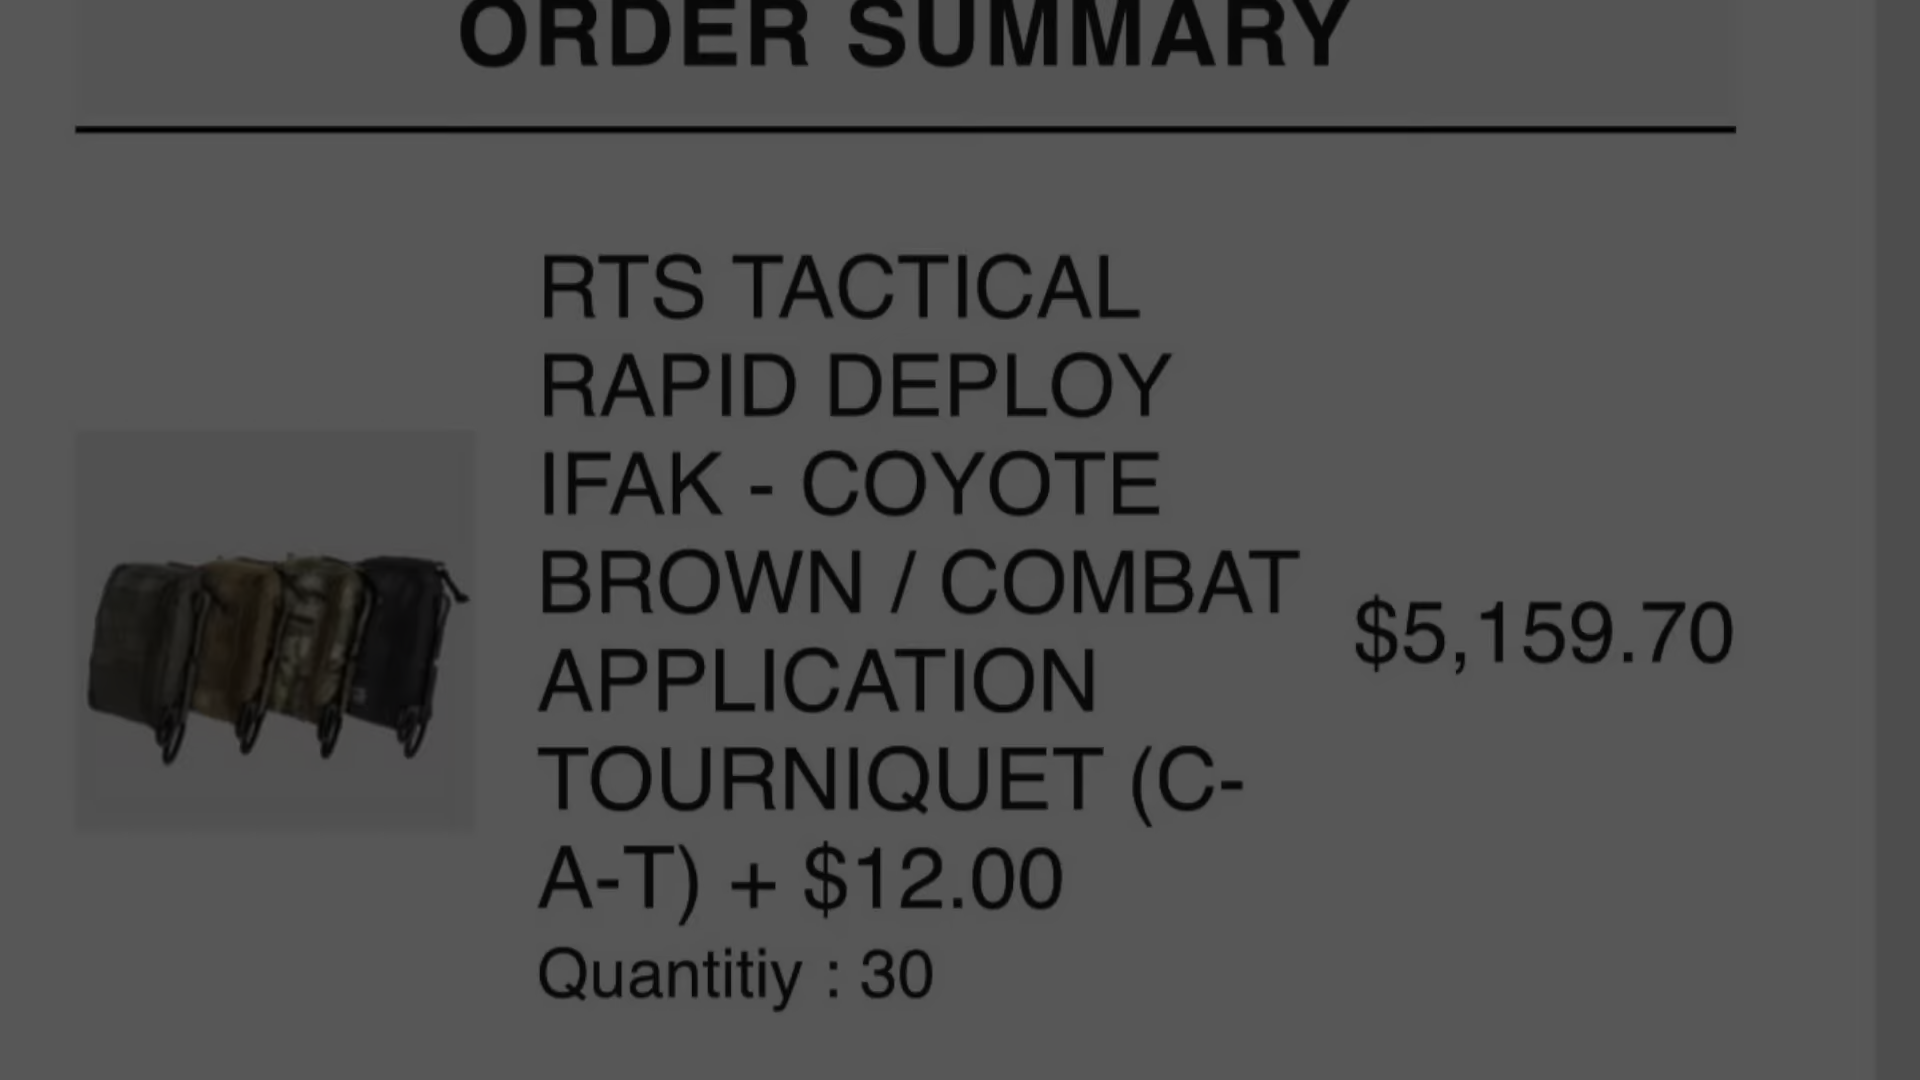 ORDER SUMMARY
RTS TACTICAL
RAPID DEPLOY
IFAK - COYOTE
BROWN / COMBAT
APPLICATION
TOURNIQUET (C-
A-T) + $12.00
Quantitiy : 30
$5,159.70